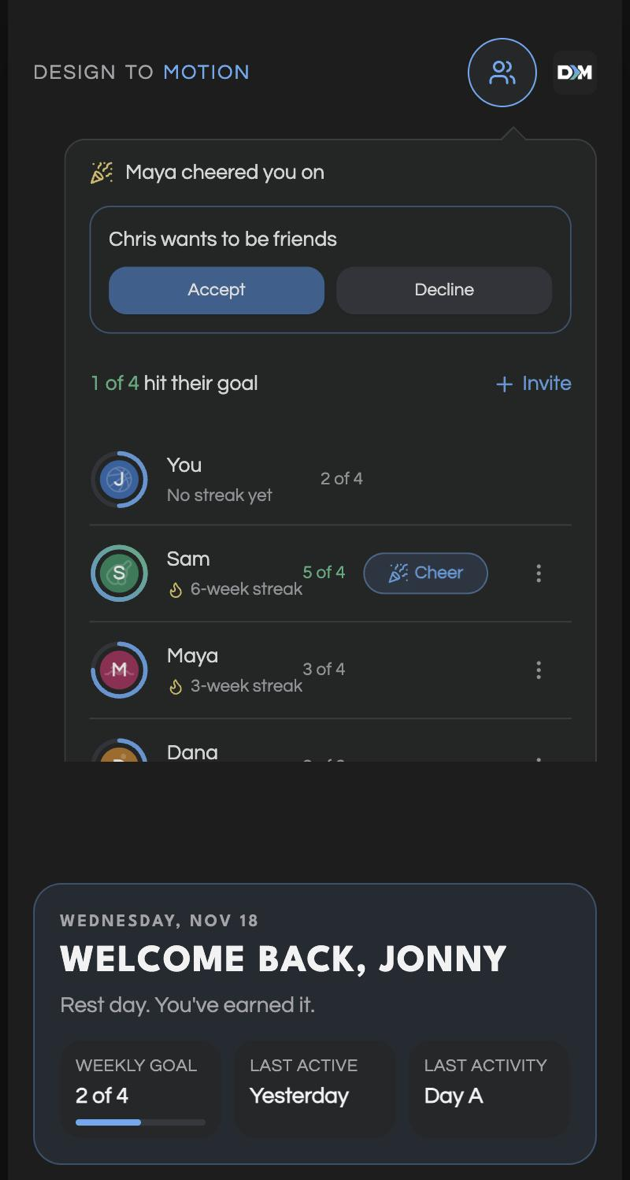 DESIGN TO MOTION
DXM
Maya cheered you on
Chris wants to be friends
Accept
Decline
1 of 4 hit their goal
+ Invite
J
You
2 of 4
No streak yet
S
Sam
5 of 4
Cheer
6-week streak
M
Maya
3 of 4
3-week streak
Dana
WEDNESDAY, NOV 18
WELCOME BACK, JONNY
Rest day. You've earned it.
WEEKLY GOAL
2 of 4
LAST ACTIVE
Yesterday
LAST ACTIVITY
Day A